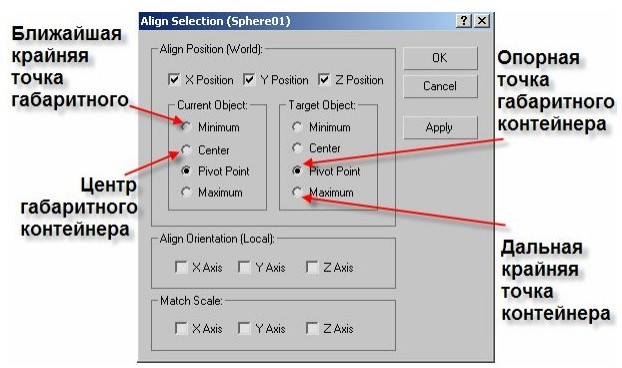 Ближайшая
крайняя
точка
габаритного
Центр
габаритного
контейнера
Align Selection (Sphere01)
Align Position (World):
X Position Y Position Z Position
Current Object:
Minimum
Center
Pivot Point
Maximum
Target Object:
Minimum
Center
Pivot Point
Maximum
Align Orientation (Local):
X Axis Y Axis Z Axis
Match Scale:
X Axis Y Axis Z Axis
OK
Cancel
Apply
Опорная
точка
габаритного
контейнера
Дальная
крайняя
точка
контейнера